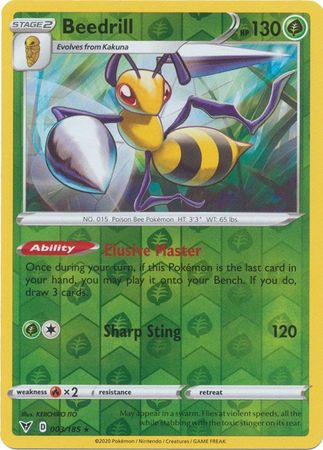 STAGE 2 Beedrill HP 130
Evolves from Kakuna
NO. 015 Poison Bee Pokémon HT: 3'3" WT: 65 lbs
Ability Elusive Master
Once during your turn, if this Pokémon is the last card in
your hand, you may play it onto your Bench. If you do,
draw 3 cards.
Sharp Sting 120
weakness ×2 resistance retreat
Illus. KEIICHIRO ITO
May appear in a swarm. Flies at violent speeds, all the
while stabbing with the toxic stinger on its rear.
D 003/185 ★
©2020 Pokémon / Nintendo / Creatures / GAME FREAK